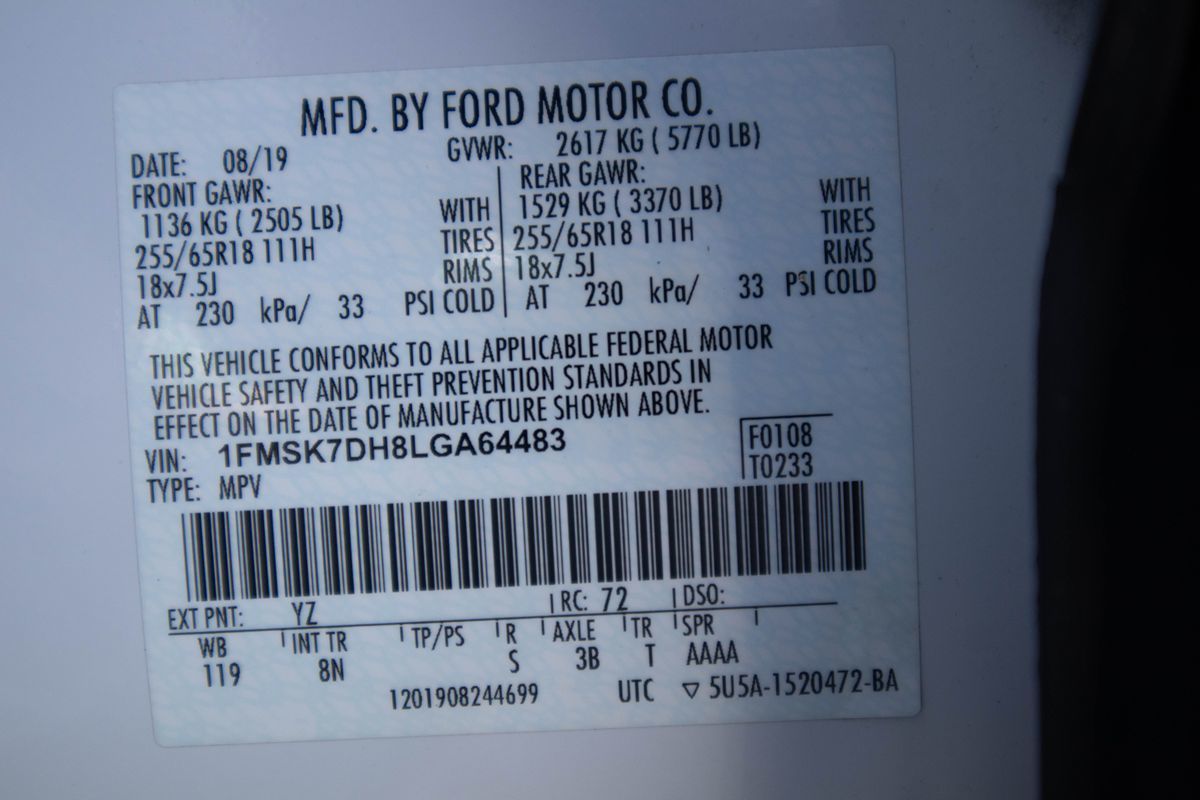 MFD. BY FORD MOTOR CO.
DATE: 08/19 GVWR: 2617 KG ( 5770 LB)
FRONT GAWR: REAR GAWR:
1136 KG ( 2505 LB) WITH 1529 KG ( 3370 LB) WITH
255/65R18 111H TIRES 255/65R18 111H TIRES
18x7.5J RIMS 18x7.5J RIMS
AT 230 kPa/ 33 PSI COLD AT 230 kPa/ 33 PSI COLD
THIS VEHICLE CONFORMS TO ALL APPLICABLE FEDERAL MOTOR
VEHICLE SAFETY AND THEFT PREVENTION STANDARDS IN
EFFECT ON THE DATE OF MANUFACTURE SHOWN ABOVE.
VIN: 1FMSK7DH8LGA64483 F0108
TYPE: MPV T0233
EXT PNT: YZ RC: 72 DSO:
WB INT TR TP/PS R AXLE TR SPR
119 8N S 3B T AAAA
1201908244699 UTC ▽ 5U5A-1520472-BA